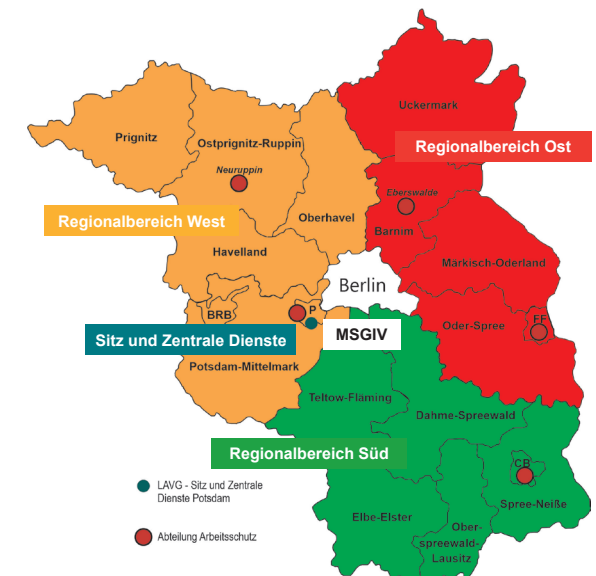 Uckermark
Prignitz
Ostprignitz-Ruppin
Regionalbereich Ost
Neuruppin
Eberswalde
Oberhavel
Regionalbereich West
Barnim
Havelland
Märkisch-Oderland
Berlin
BRB
P
Oder-Spree
FF
MSGIV
Sitz und Zentrale Dienste
Potsdam-Mittelmark
Teltow-Fläming
Dahme-Spreewald
Regionalbereich Süd
CB
LAVG - Sitz und Zentrale
Dienste Potsdam
Spree-Neiße
Elbe-Elster
Ober-
spreewald-
Lausitz
Abteilung Arbeitsschutz